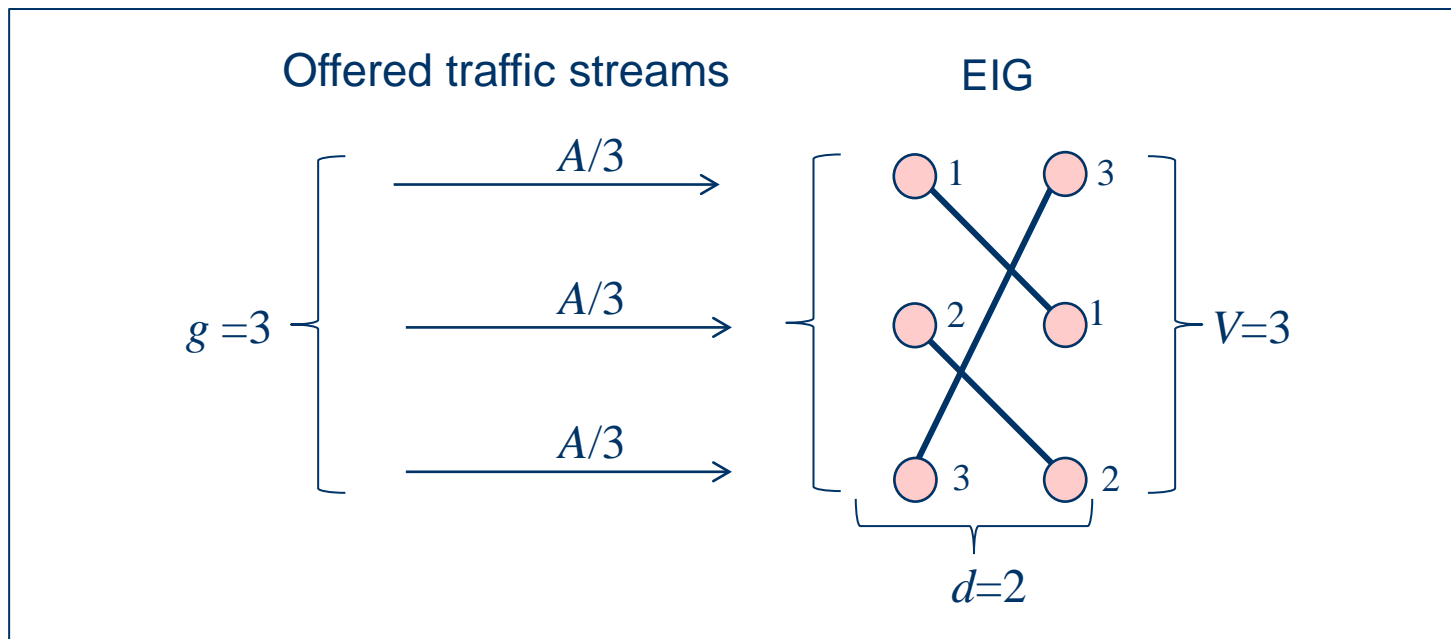 Offered traffic streams
EIG
A/3
1
3
g =3
A/3
2
1
V=3
A/3
3
2
d=2